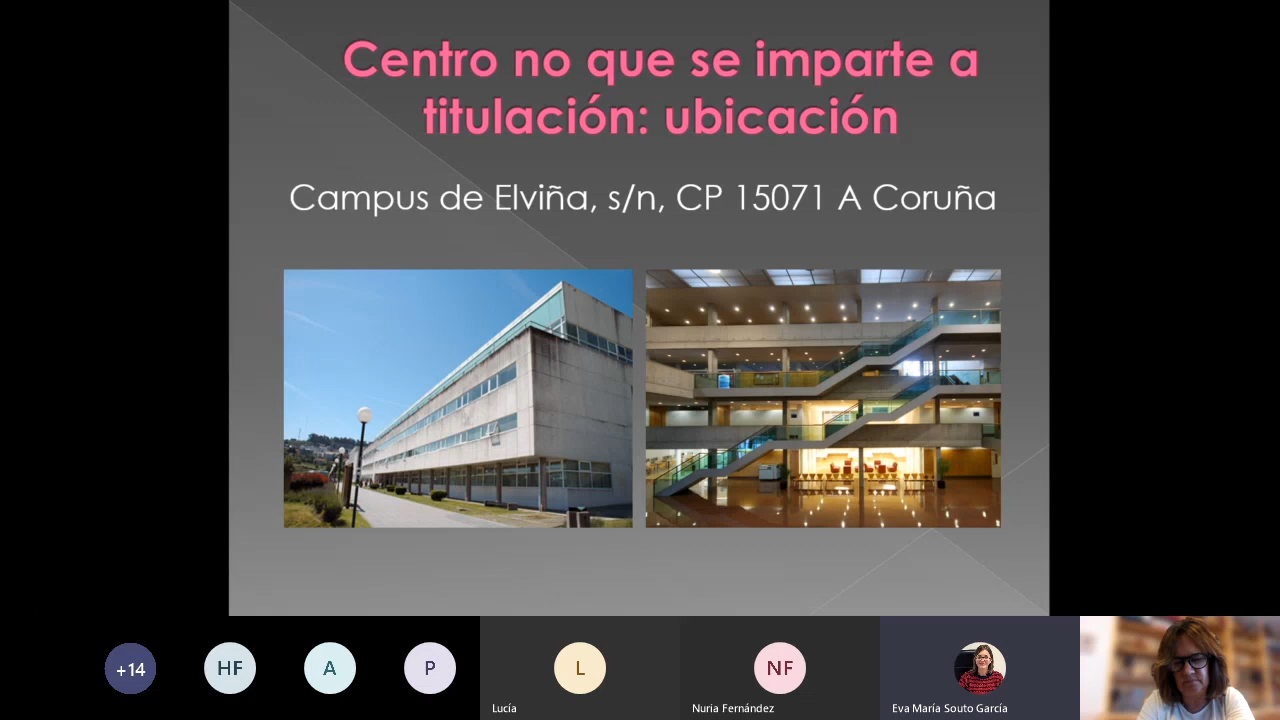 Centro no que se imparte a
titulación: ubicación
Campus de Elviña, s/n, CP 15071 A Coruña
+14
HF
A
P
L
NF
Lucía
Nuria Fernández
Eva María Souto García